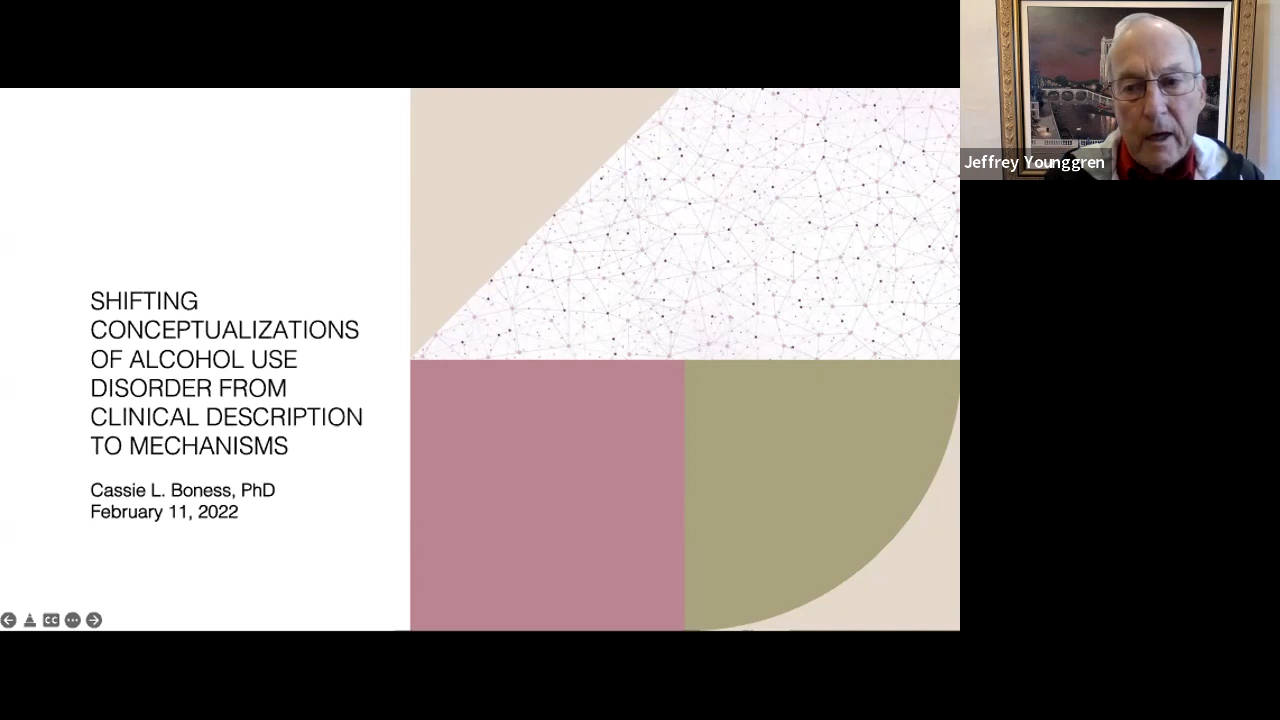 SHIFTING
CONCEPTUALIZATIONS
OF ALCOHOL USE
DISORDER FROM
CLINICAL DESCRIPTION
TO MECHANISMS
Cassie L. Boness, PhD
February 11, 2022
CC
Jeffrey Younggren